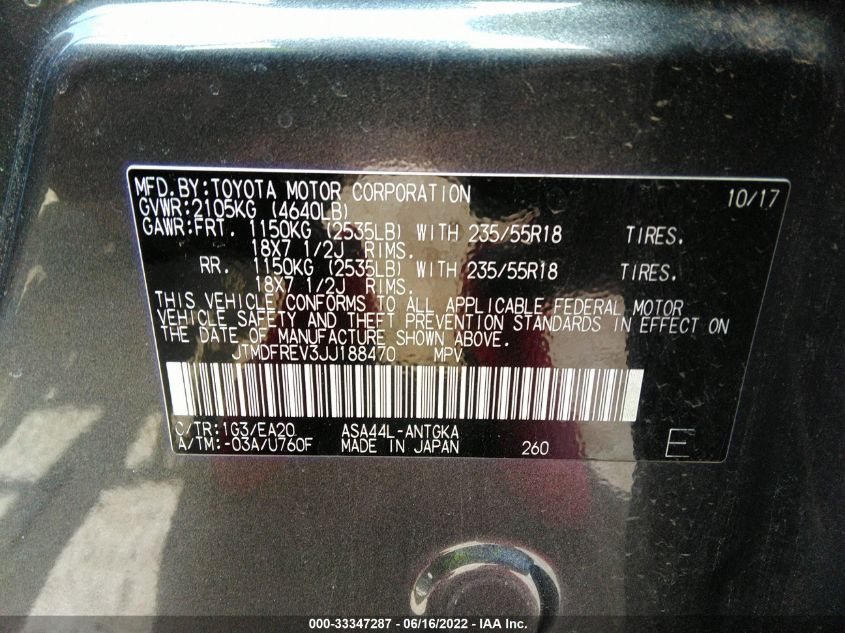 MFD.BY:TOYOTA MOTOR CORPORATION 10/17
GVWR:2105KG (4640LB)
GAWR:FRT. 1150KG (2535LB) WITH 235/55R18 TIRES.
18X7 1/2J RIMS.
RR. 1150KG (2535LB) WITH 235/55R18 TIRES.
18X7 1/2J RIMS.
THIS VEHICLE CONFORMS TO ALL APPLICABLE FEDERAL MOTOR
VEHICLE SAFETY AND THEFT PREVENTION STANDARDS IN EFFECT ON
THE DATE OF MANUFACTURE SHOWN ABOVE.
JTMDFREV3JJ188470 MPV
C/TR:1G3/EA20 ASA44L-ANTGKA
A/TM:-03A/U760F MADE IN JAPAN 260 E
000-33347287 - 06/16/2022 - IAA Inc.